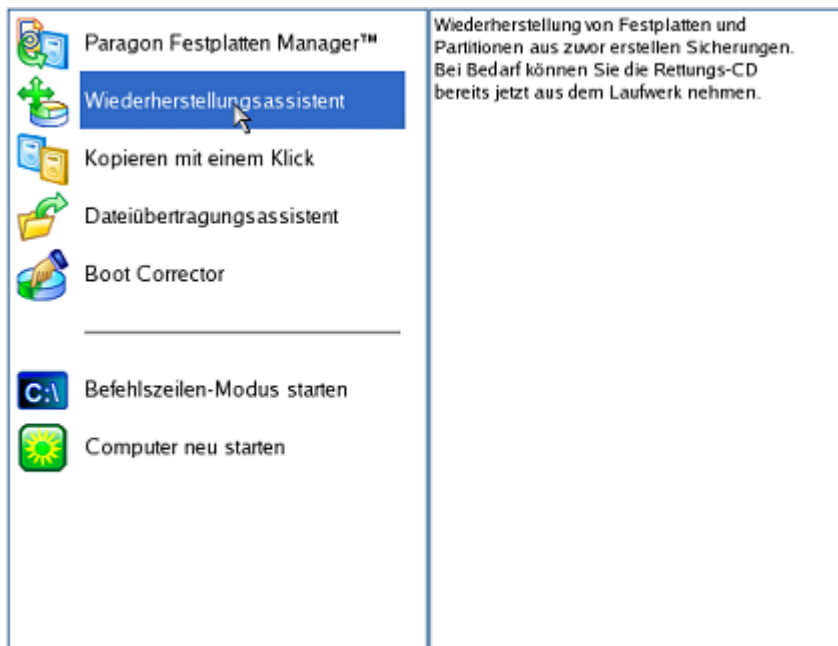 Paragon Festplatten Manager™
Wiederherstellungsassistent
Kopieren mit einem Klick
Dateiübertragungsassistent
Boot Corrector
C:\
Befehlszeilen-Modus starten
Computer neu starten
Wiederherstellung von Festplatten und
Partitionen aus zuvor erstellen Sicherungen.
Bei Bedarf können Sie die Rettungs-CD
bereits jetzt aus dem Laufwerk nehmen.